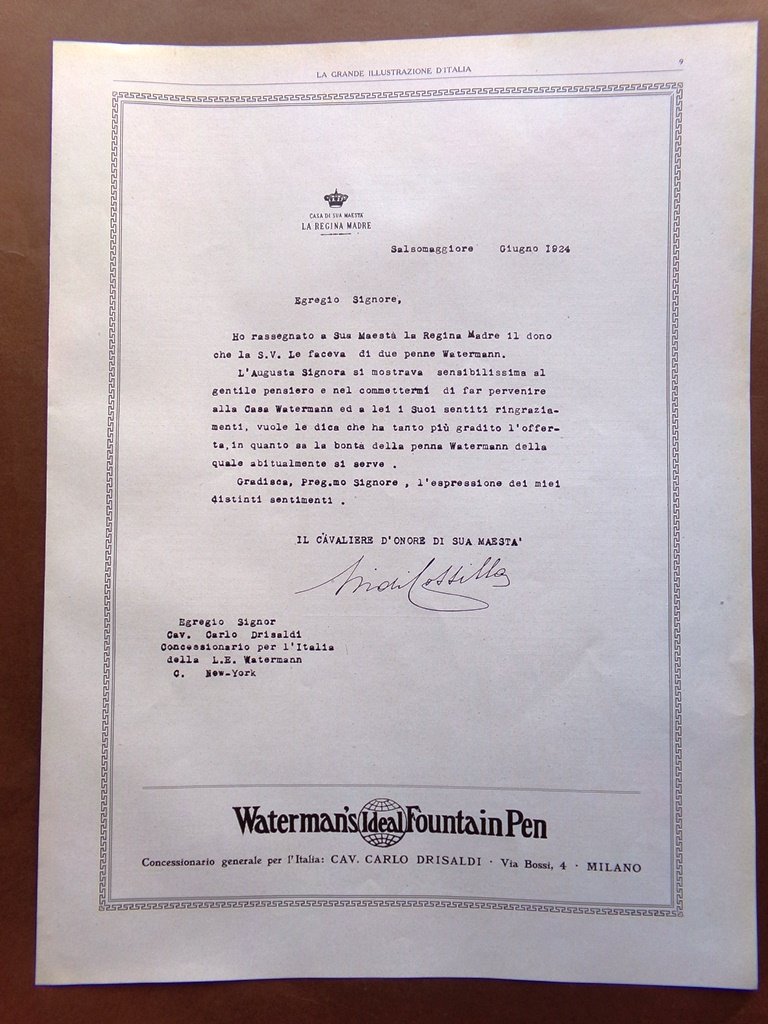 LA GRANDE ILLUSTRAZIONE D'ITALIA
9
CASA DI SUA MAESTÀ
LA REGINA MADRE
Salsomaggiore Giugno I924
Egregio Signore,
Ho rassegnato a Sua Maestà la Regina Madre il dono
che la S.V. Le faceva di due penne Watermann.
L'Augusta Signora si mostrava sensibilissima al
gentile pensiero e nel commettermi di far pervenire
alla Casa Watermann ed a lei i Suoi sentiti ringrazia-
menti, vuole le dica che ha tanto più gradito l'offer-
ta,in quanto sa la bontà della penna Watermann della
quale abitualmente si serve .
Gradisca, Preg.mo Signore , l'espressione dei miei
distinti sentimenti .
IL CAVALIERE D'ONORE DI SUA MAESTA'
Egregio Signor
Cav. Carlo Drisaldi
Concessionario per l'Italia
della L.E. Watermann
C. New-York
Waterman's Ideal Fountain Pen
Concessionario generale per l'Italia: CAV. CARLO DRISALDI · Via Bossi, 4 · MILANO